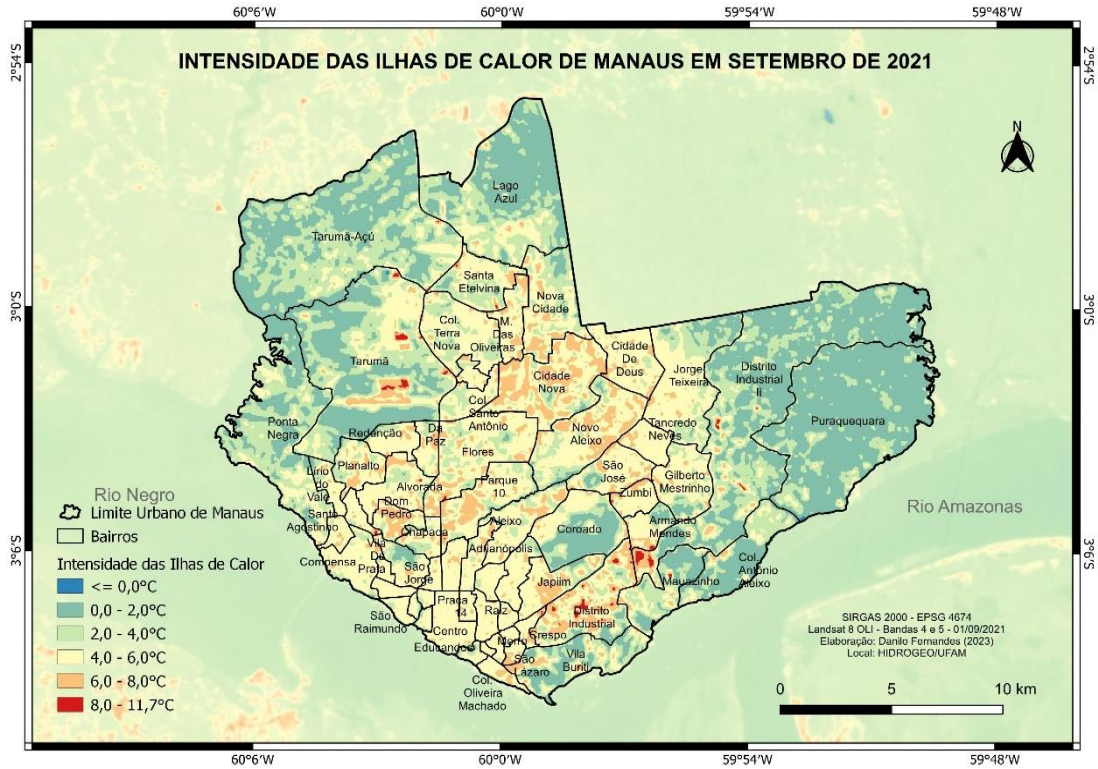 60°6'W 60°0'W 59°54'W 59°48'W
2°54'S 2°54'S
INTENSIDADE DAS ILHAS DE CALOR DE MANAUS EM SETEMBRO DE 2021
N
Lago
Azul
Tarumã-Açú
Santa
Etelvina
Nova
Cidade
3°0'S 3°0'S
Col.
Terra
Nova
M.
Das
Oliveiras
Cidade
De
Deus
Tarumã
Jorge
Teixeira
Distrito
Industrial
Ii
Cidade
Nova
Puraquequara
Col.
Santo
Antônio
Ponta
Negra
Redenção
Da
Paz
Novo
Aleixo
Tancredo
Neves
Flores
Planalto
Lírio
do
Vale
São
José
Gilberto
Mestrinho
Alvorada
Parque
10
Zumbi
Rio Negro
Dom
Pedro
Rio Amazonas
Santo
Agostinho
Chapada
Aleixo
Coroado
Armando
Mendes
Vila
Da
Prata
Adrianópolis
Compensa
São
Jorge
Japiim
Mauazinho
Col.
Antônio
Aleixo
3°6'S 3°6'S
São
Raimundo
Praça
14
Raiz
Distrito
Industrial
Centro
Crespo
Educandos
Morro
São
Lázaro
Vila
Buriti
Col.
Oliveira
Machado
Limite Urbano de Manaus
Bairros
Intensidade das Ilhas de Calor
<= 0,0°C
0,0 - 2,0°C
2,0 - 4,0°C
4,0 - 6,0°C
6,0 - 8,0°C
8,0 - 11,7°C
SIRGAS 2000 - EPSG 4674
Landsat 8 OLI - Bandas 4 e 5 - 01/09/2021
Elaboração: Danilo Fernandes (2023)
Local: HIDROGEO/UFAM
0 5 10 km
60°6'W 60°0'W 59°54'W 59°48'W